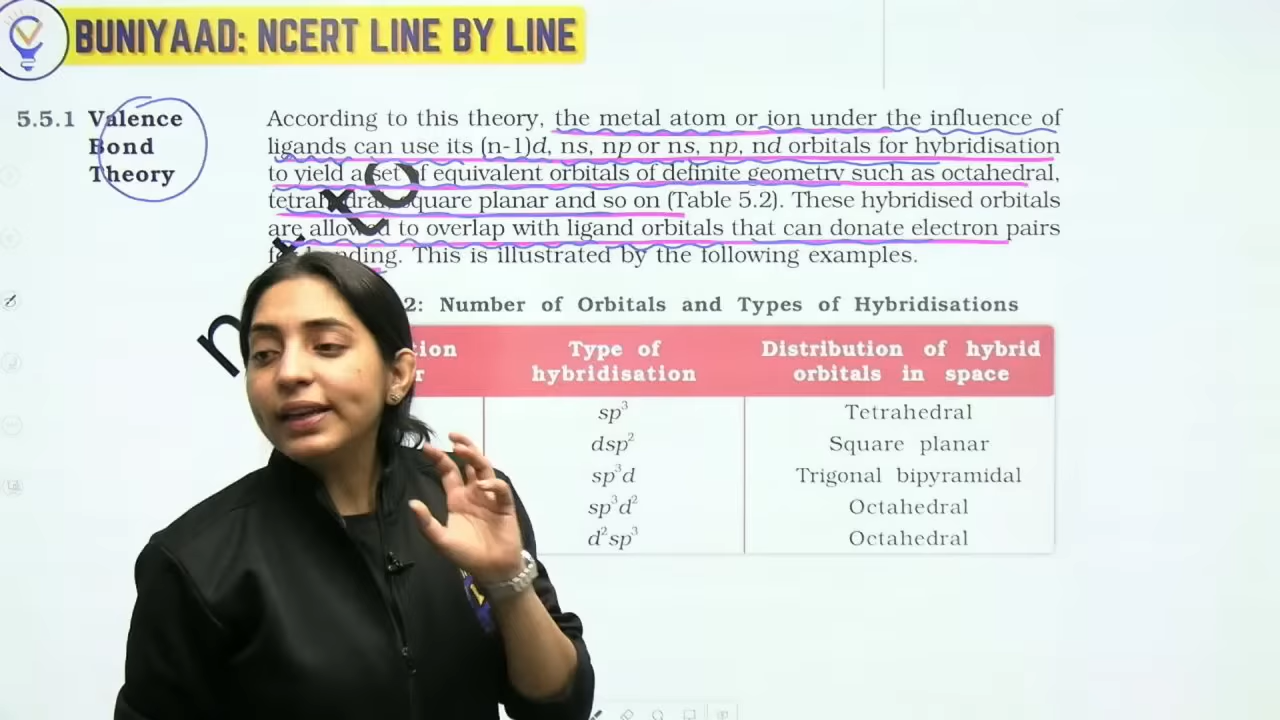 BUNIYAAD: NCERT LINE BY LINE
5.5.1 Valence
Bond
Theory
According to this theory, the metal atom or ion under the influence of
ligands can use its (n-1)d, ns, np or ns, np, nd orbitals for hybridisation
to yield a set of equivalent orbitals of definite geometry such as octahedral,
tetrahedral, square planar and so on (Table 5.2). These hybridised orbitals
are allowed to overlap with ligand orbitals that can donate electron pairs
for bonding. This is illustrated by the following examples.
2: Number of Orbitals and Types of Hybridisations
Type of hybridisation
Distribution of hybrid orbitals in space
sp³ Tetrahedral
dsp² Square planar
sp³d Trigonal bipyramidal
sp³d² Octahedral
d²sp³ Octahedral